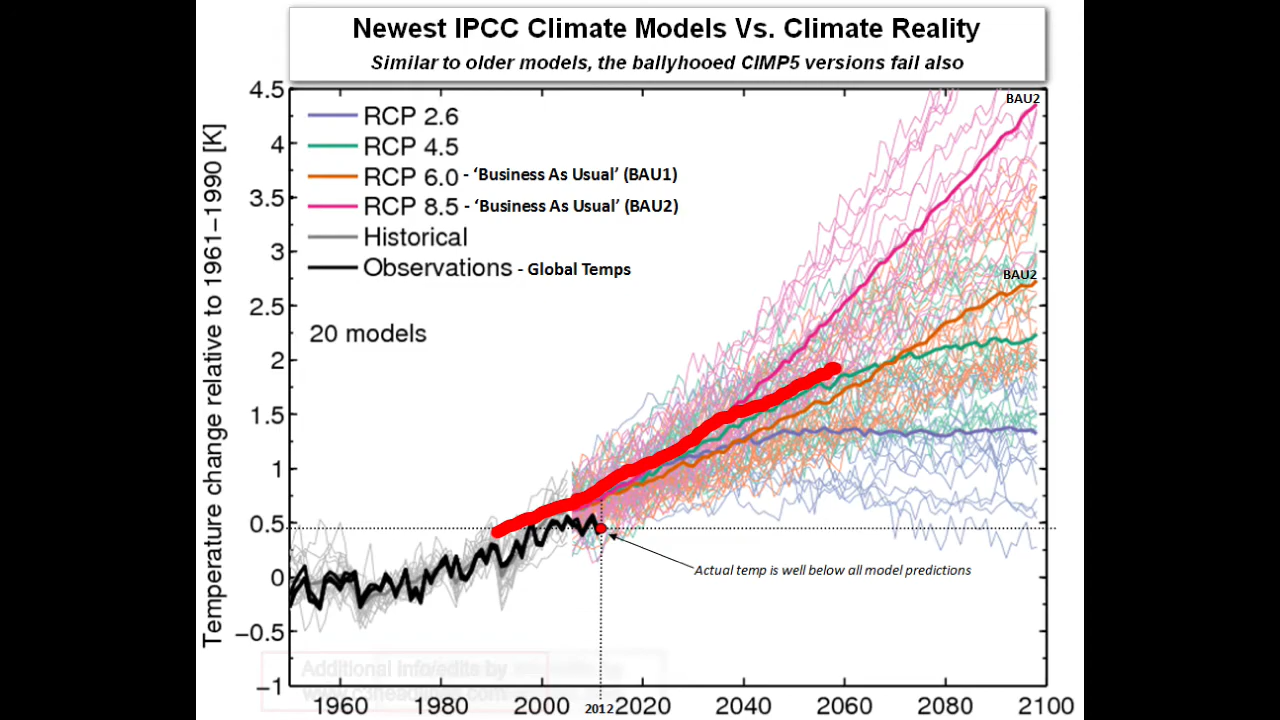 Newest IPCC Climate Models Vs. Climate Reality
Similar to older models, the ballyhooed CIMP5 versions fail also
Temperature change relative to 1961−1990 [K]
4.5
4
3.5
3
2.5
2
1.5
1
0.5
0
−0.5
−1
RCP 2.6
RCP 4.5
RCP 6.0 - ‘Business As Usual’ (BAU1)
RCP 8.5 - ‘Business As Usual’ (BAU2)
Historical
Observations - Global Temps
20 models
BAU2
BAU2
Actual temp is well below all model predictions
Additional Info/edits by
1960 1980 2000 2012 2020 2040 2060 2080 2100